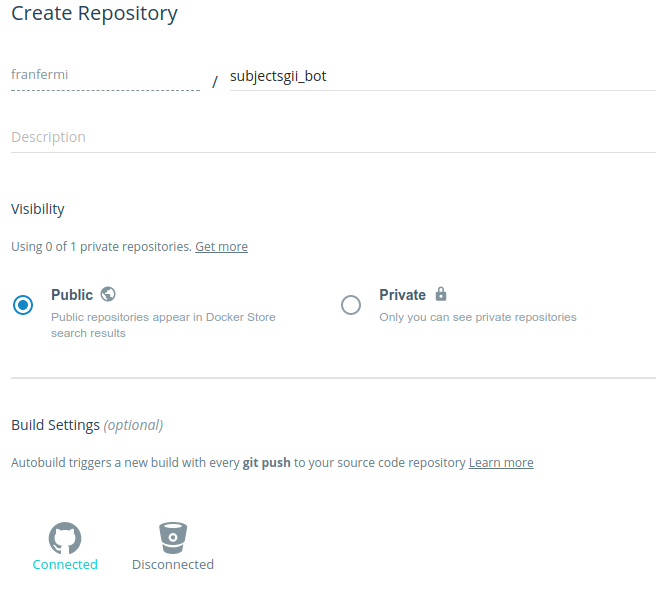 Create Repository
franfermi / subjectsgii_bot
Description
Visibility
Using 0 of 1 private repositories. Get more
Public
Public repositories appear in Docker Store
search results
Private
Only you can see private repositories
Build Settings (optional)
Autobuild triggers a new build with every git push to your source code repository Learn more
Connected
Disconnected